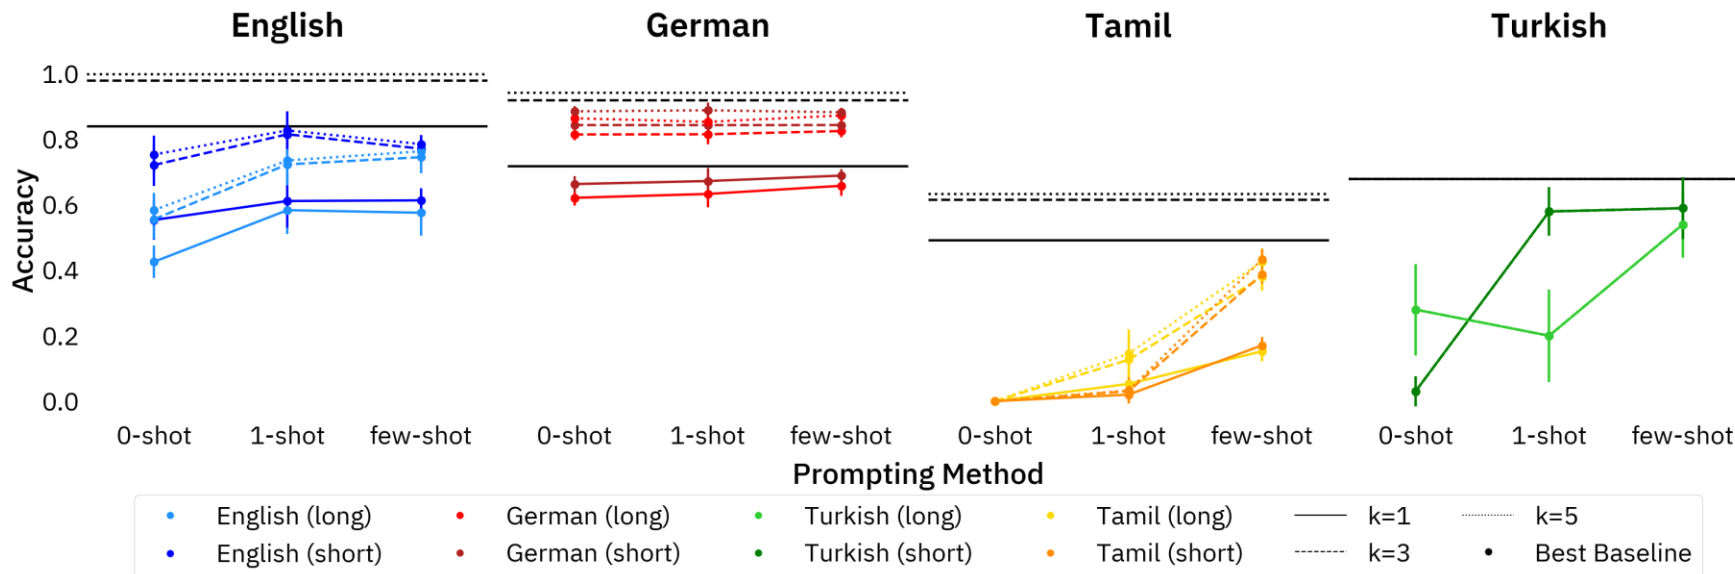 English German Tamil Turkish
1.0
0.8
0.6
0.4
0.2
0.0
Accuracy
0-shot 1-shot few-shot 0-shot 1-shot few-shot 0-shot 1-shot few-shot 0-shot 1-shot few-shot
Prompting Method
English (long) German (long) Turkish (long) Tamil (long) k=1 k=5
English (short) German (short) Turkish (short) Tamil (short) k=3 Best Baseline